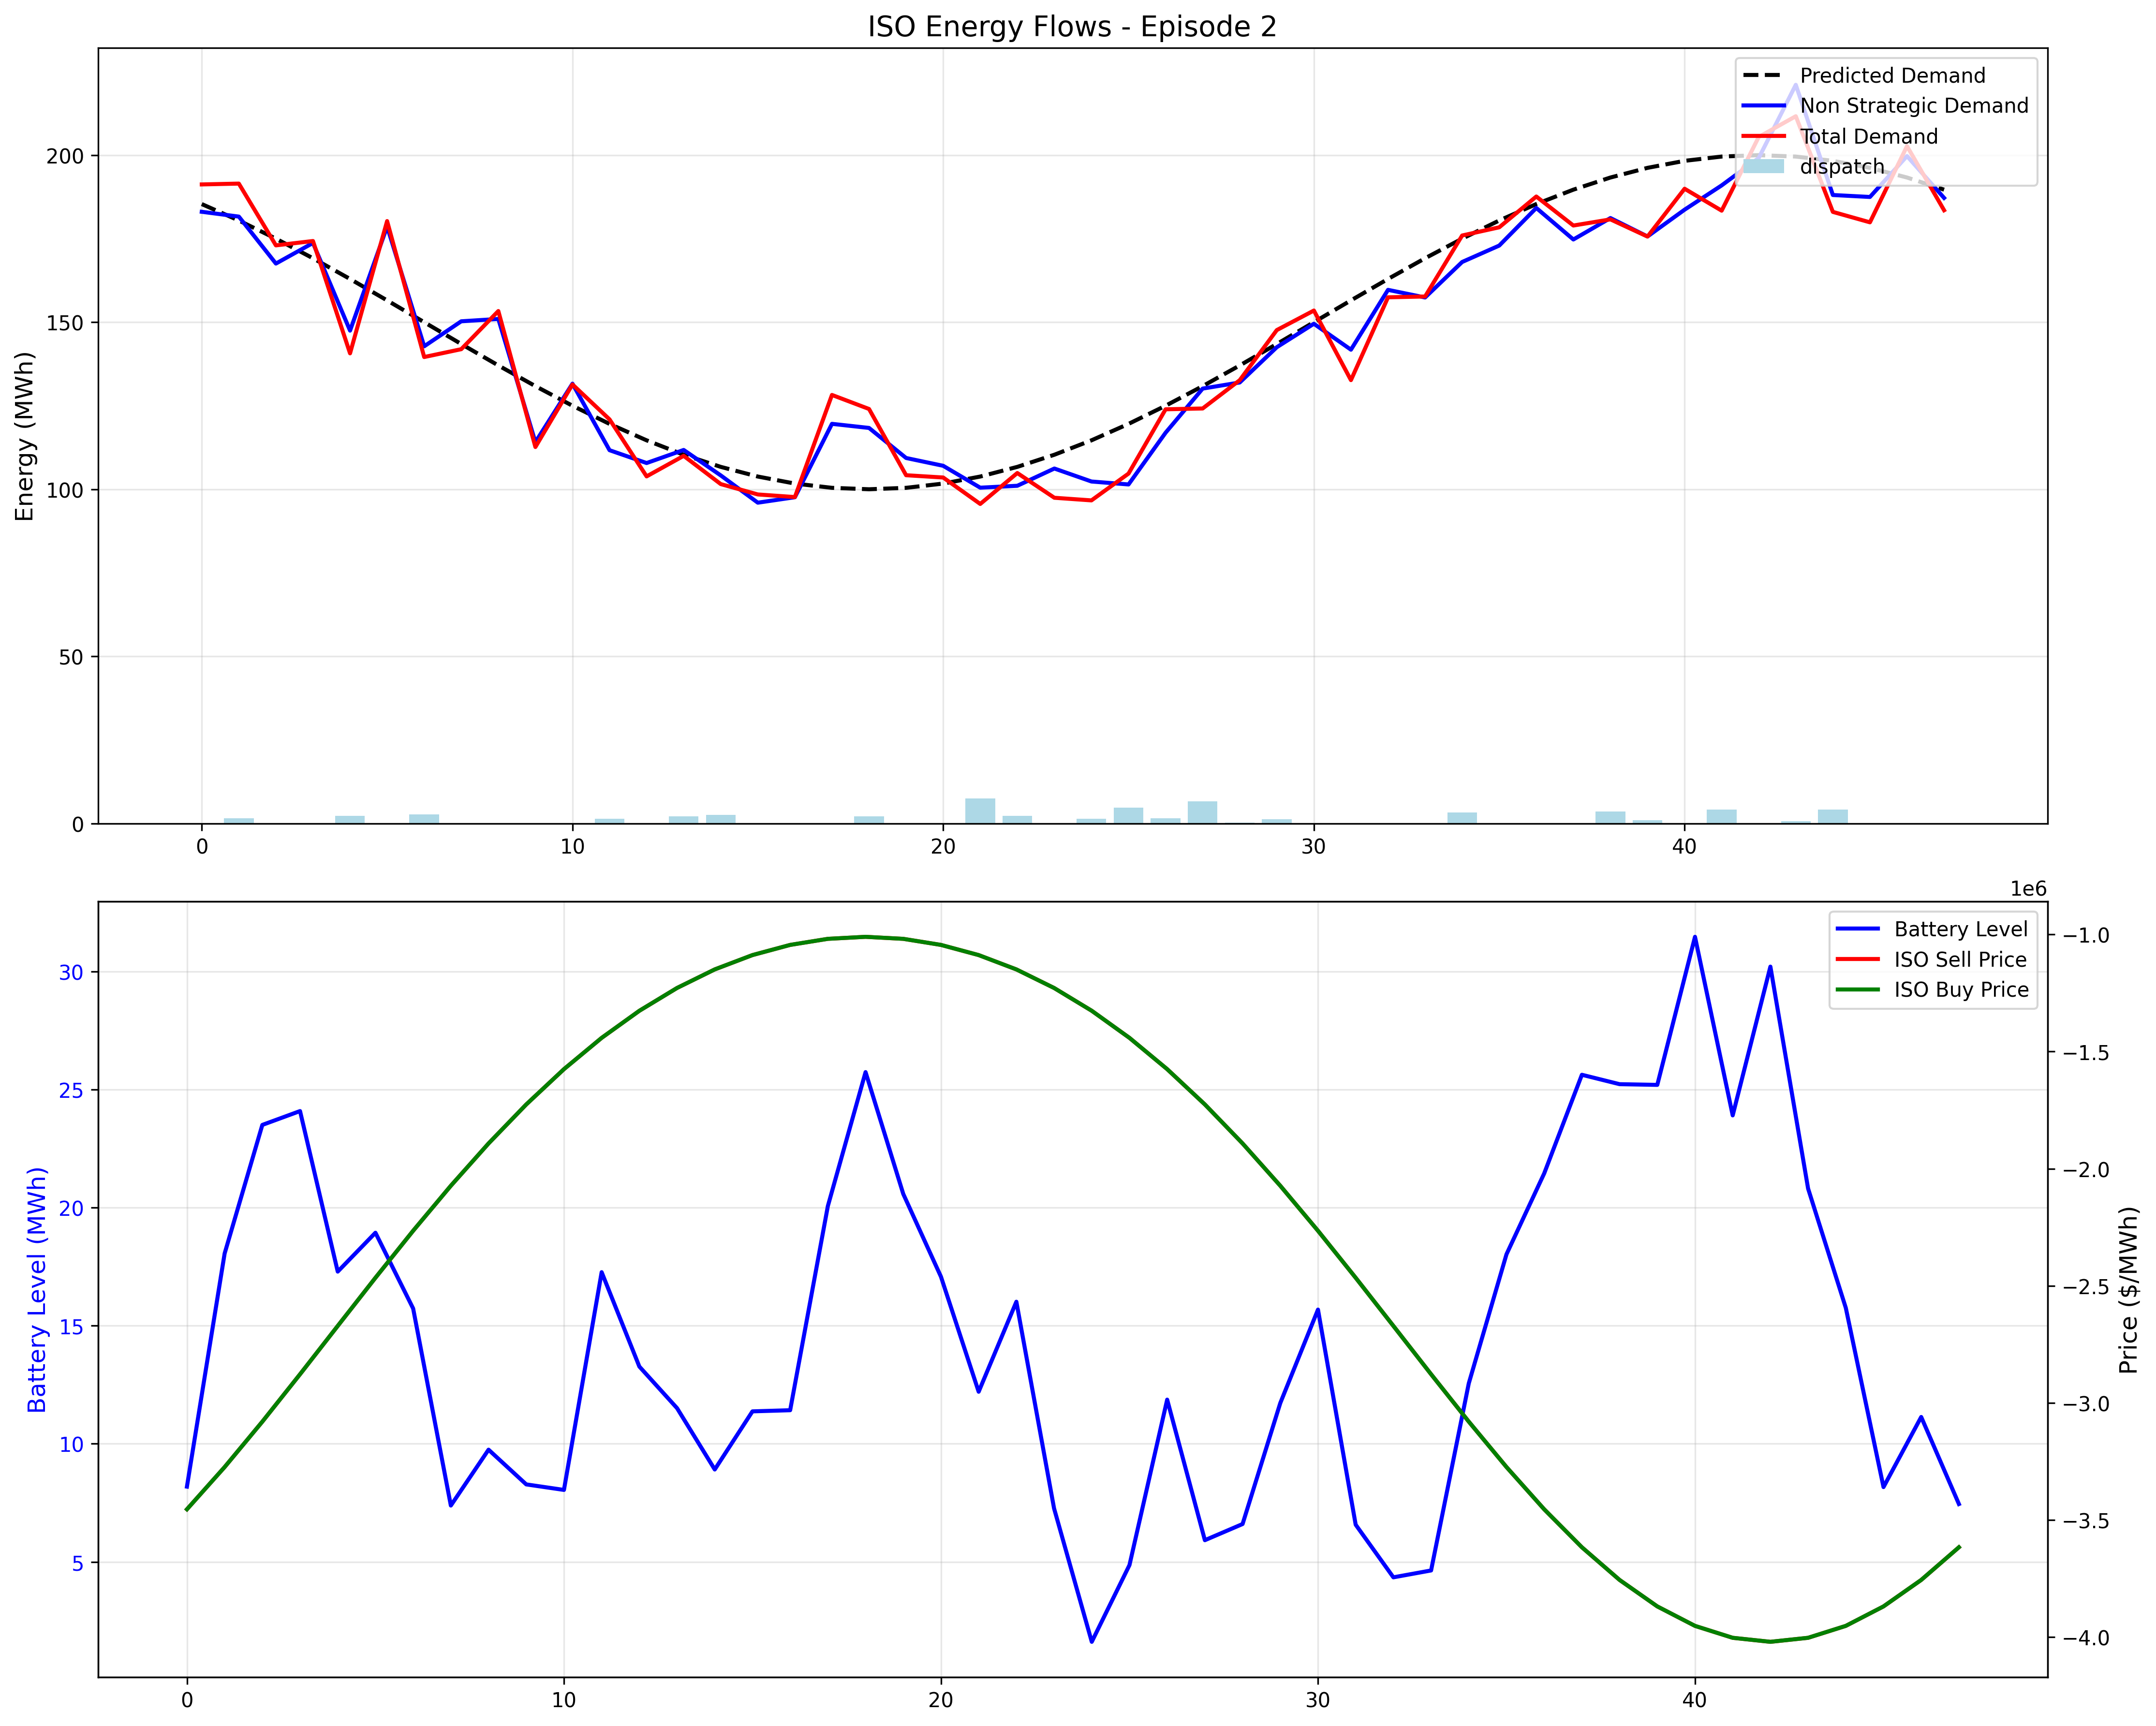 ISO Energy Flows - Episode 2
Predicted Demand
Non Strategic Demand
Total Demand
dispatch
Energy (MWh)
200
150
100
50
0
0 10 20 30 40
1e6
Battery Level
ISO Sell Price
ISO Buy Price
Battery Level (MWh)
30
25
20
15
10
5
−1.0
−1.5
−2.0
−2.5
−3.0
−3.5
−4.0
Price ($/MWh)
0 10 20 30 40